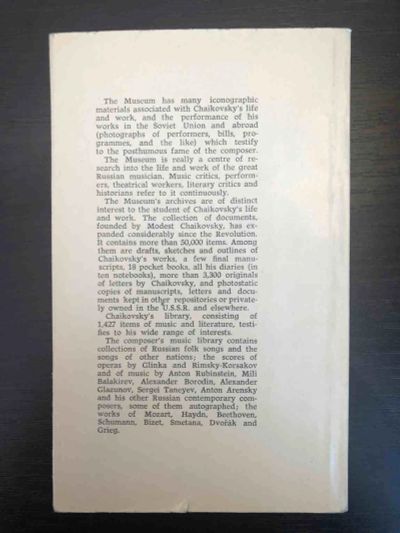 The Museum has many iconographic
materials associated with Chaikovsky's life
and work, and the performance of his
works in the Soviet Union and abroad
(photographs of performers, bills, pro-
grammes, and the like) which testify
to the posthumous fame of the composer.
The Museum is really a centre of re-
search into the life and work of the great
Russian musician. Music critics, perform-
ers, theatrical workers, literary critics and
historians refer to it continuously.
The Museum's archives are of distinct
interest to the student of Chaikovsky's life
and work. The collection of documents,
founded by Modest Chaikovsky, has ex-
panded considerably since the Revolution.
It contains more than 50,000 items. Among
them are drafts, sketches and outlines of
Chaikovsky's works, a few final manu-
scripts, 18 pocket books, all his diaries (in
ten notebooks), more than 3,300 originals
of letters by Chaikovsky, and photostatic
copies of manuscripts, letters and docu-
ments kept in other repositories or private-
ly owned in the U.S.S.R. and elsewhere.
Chaikovsky's library, consisting of
1,427 items of music and literature, testi-
fies to his wide range of interests.
The composer's music library contains
collections of Russian folk songs and the
songs of other nations; the scores of
operas by Glinka and Rimsky-Korsakov
and of music by Anton Rubinstein, Mili
Balakirev, Alexander Borodin, Alexander
Glazunov, Sergei Taneyev, Anton Arensky
and his other Russian contemporary com-
posers, some of them autographed; the
works of Mozart, Haydn, Beethoven,
Schumann, Bizet, Smetana, Dvořák and
Grieg.